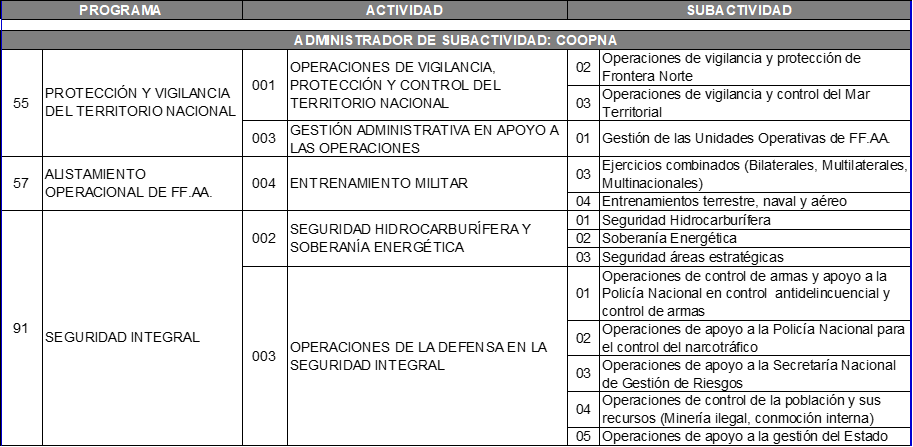 PROGRAMA ACTIVIDAD SUBACTIVIDAD
ADMINISTRADOR DE SUBACTIVIDAD: COOPNA
55
PROTECCIÓN Y VIGILANCIA
DEL TERRITORIO NACIONAL
001
OPERACIONES DE VIGILANCIA,
PROTECCIÓN Y CONTROL DEL
TERRITORIO NACIONAL
02
Operaciones de vigilancia y protección de
Frontera Norte
03
Operaciones de vigilancia y control del Mar
Territorial
003
GESTIÓN ADMINISTRATIVA EN APOYO A
LAS OPERACIONES
01
Gestión de las Unidades Operativas de FF.AA.
57
ALISTAMIENTO
OPERACIONAL DE FF.AA.
004
ENTRENAMIENTO MILITAR
03
Ejercicios combinados (Bilaterales, Multilaterales,
Multinacionales)
04 Entrenamientos terrestre, naval y aéreo
91
SEGURIDAD INTEGRAL
002
SEGURIDAD HIDROCARBURÍFERA Y
SOBERANÍA ENERGÉTICA
01 Seguridad Hidrocarburífera
02 Soberanía Energética
03 Seguridad áreas estratégicas
003
OPERACIONES DE LA DEFENSA EN LA
SEGURIDAD INTEGRAL
01
Operaciones de control de armas y apoyo a la
Policía Nacional en control antidelincuencial y
control de armas
02
Operaciones de apoyo a la Policía Nacional para
el control del narcotráfico
03
Operaciones de apoyo a la Secretaría Nacional
de Gestión de Riesgos
04
Operaciones de control de la población y sus
recursos (Minería ilegal, conmoción interna)
05 Operaciones de apoyo a la gestión del Estado